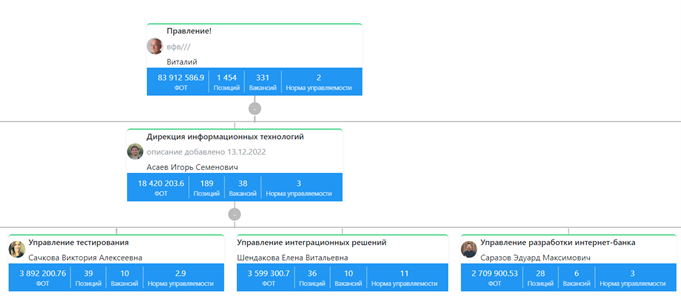 Правление!
вфв///
Виталий
83 912 586.9 1 454 331 2
ФОТ Позиций Вакансий Норма управляемости
Дирекция информационных технологий
описание добавлено 13.12.2022
Асаев Игорь Семенович
18 420 203.6 189 38 3
ФОТ Позиций Вакансий Норма управляемости
Управление тестирования
Сачкова Виктория Алексеевна
3 892 200.76 39 10 2.9
ФОТ Позиций Вакансий Норма управляемости
Управление интеграционных решений
Шендакова Елена Витальевна
3 599 300.7 36 10 11
ФОТ Позиций Вакансий Норма управляемости
Управление разработки интернет-банка
Саразов Эдуард Максимович
2 709 900.53 28 6 3
ФОТ Позиций Вакансий Норма управляемости